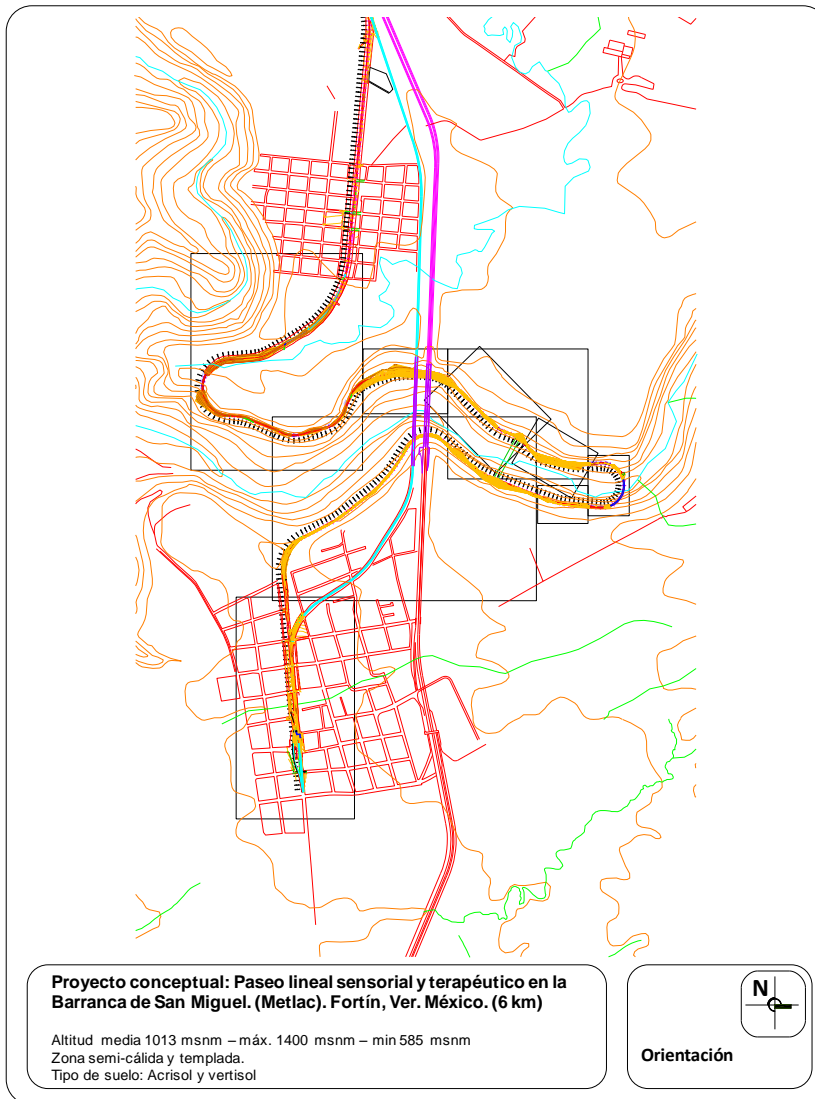 Proyecto conceptual: Paseo lineal sensorial y terapéutico en la
Barranca de San Miguel. (Metlac). Fortín, Ver. México. (6 km)
Altitud media 1013 msnm – máx. 1400 msnm – min 585 msnm
Zona semi-cálida y templada.
Tipo de suelo: Acrisol y vertisol
N
Orientación